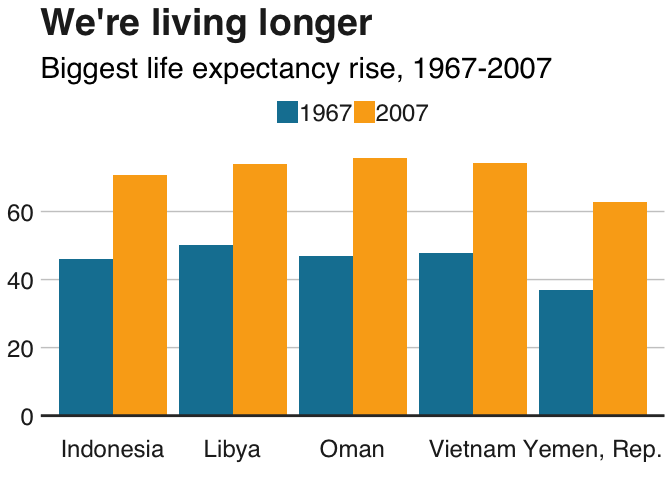 We're living longer
Biggest life expectancy rise, 1967-2007
1967 2007
60
40
20
0
Indonesia Libya Oman Vietnam Yemen, Rep.